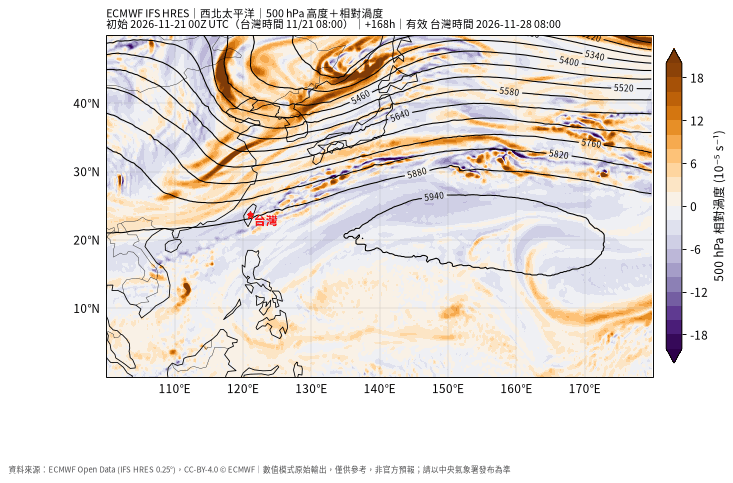 ECMWF IFS HRES｜西北太平洋｜500 hPa 高度＋相對渦度
初始 2026-11-21 00Z UTC（台灣時間 11/21 08:00）｜+168h｜有效 台灣時間 2026-11-28 08:00
5340
5400
5460
5520
5580
5640
5760
5820
5880
5940
台灣
40°N
30°N
20°N
10°N
110°E
120°E
130°E
140°E
150°E
160°E
170°E
18
12
6
0
-6
-12
-18
500 hPa 相對渦度 (10⁻⁵ s⁻¹)
資料來源：ECMWF Open Data (IFS HRES 0.25°)，CC-BY-4.0 © ECMWF｜數值模式原始輸出，僅供參考，非官方預報；請以中央氣象署發布為準